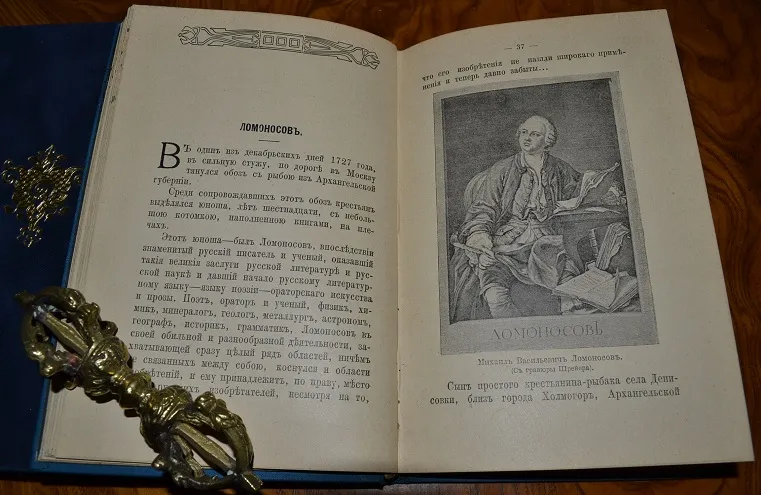 ЛОМОНОСОВЪ.
ВЪ одинъ изъ декабрьскихъ дней 1727 года,
въ сильную стужу, по дорогѣ въ Москву
тянулся обозъ съ рыбою изъ Архангельской
губерніи.
Среди сопровождавшихъ этотъ обозъ крестьянъ
выдѣлялся юноша, лѣтъ шестнадцати, съ неболь-
шою котомкою, наполненною книгами, на пле-
чахъ.
Этотъ юноша—былъ Ломоносовъ, впослѣдствіи
знаменитый русскій писатель и ученый, оказавшій
такія великія заслуги русской литературѣ и рус-
ской наукѣ и давшій начало русскому литератур-
ному языку—языку поэзіи—ораторскаго искусства
и прозы. Поэтъ, ораторъ и ученый, физикъ, хи-
микъ, минералогъ, геологъ, металлургъ, астрономъ,
географъ, историкъ, грамматикъ, Ломоносовъ въ
своей обильной и разнообразной дѣятельности, за-
хватывающей сразу цѣлый рядъ областей, ничѣмъ
не связанныхъ между собою, коснулся и области
изобрѣтеній, и ему принадлежитъ, по праву, мѣсто
изобрѣтателей, несмотря на то,
— 37 —
что его изобрѣтенія не нашли широкаго примѣ-
ненія и теперь давно забыты...
ЛОМОНОСОВЪ
Михаилъ Васильевичъ Ломоносовъ.
(Съ гравюры Шрейера).
Сынъ простого крестьянина-рыбака села Дени-
совки, близъ города Холмогоръ, Архангельской